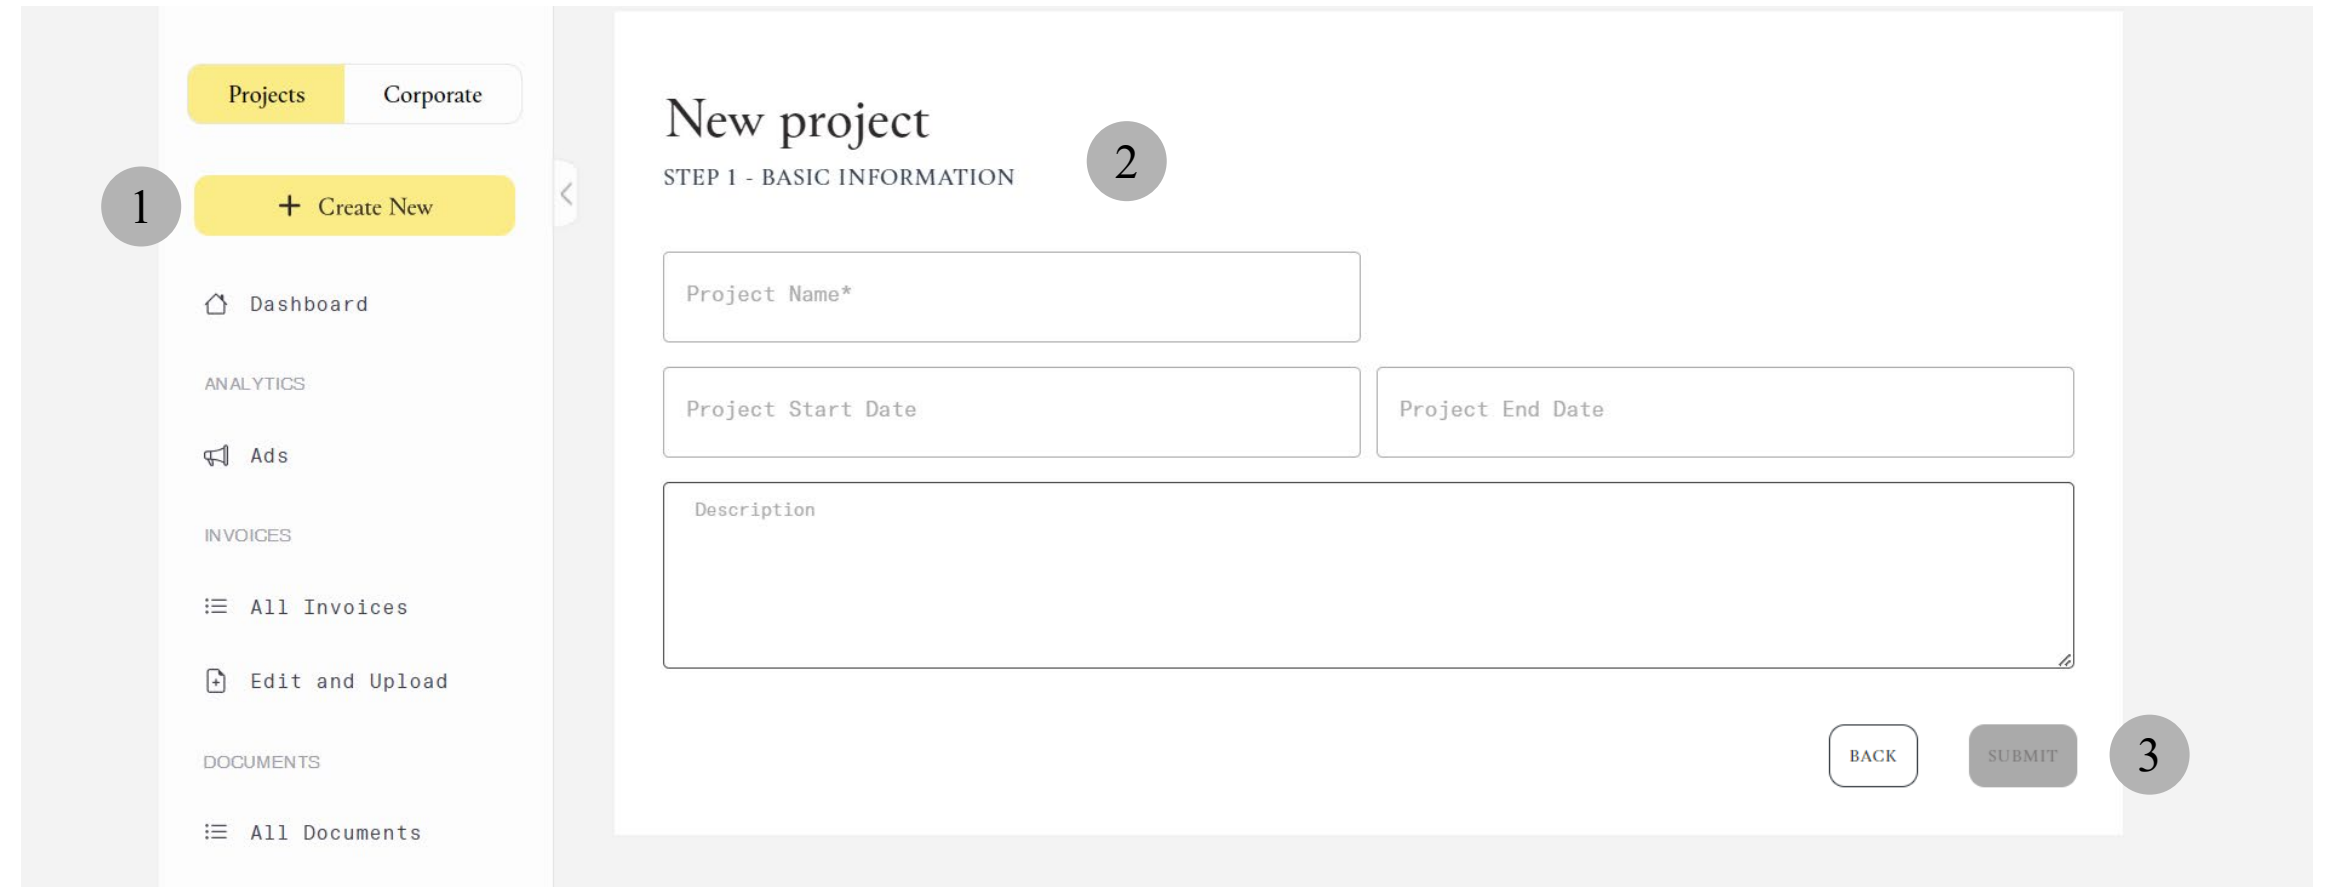 Projects Corporate
1
+ Create New
Dashboard
ANALYTICS
Ads
INVOICES
All Invoices
Edit and Upload
DOCUMENTS
All Documents
New project
2
STEP 1 - BASIC INFORMATION
Project Name*
Project Start Date
Project End Date
Description
BACK
SUBMIT
3